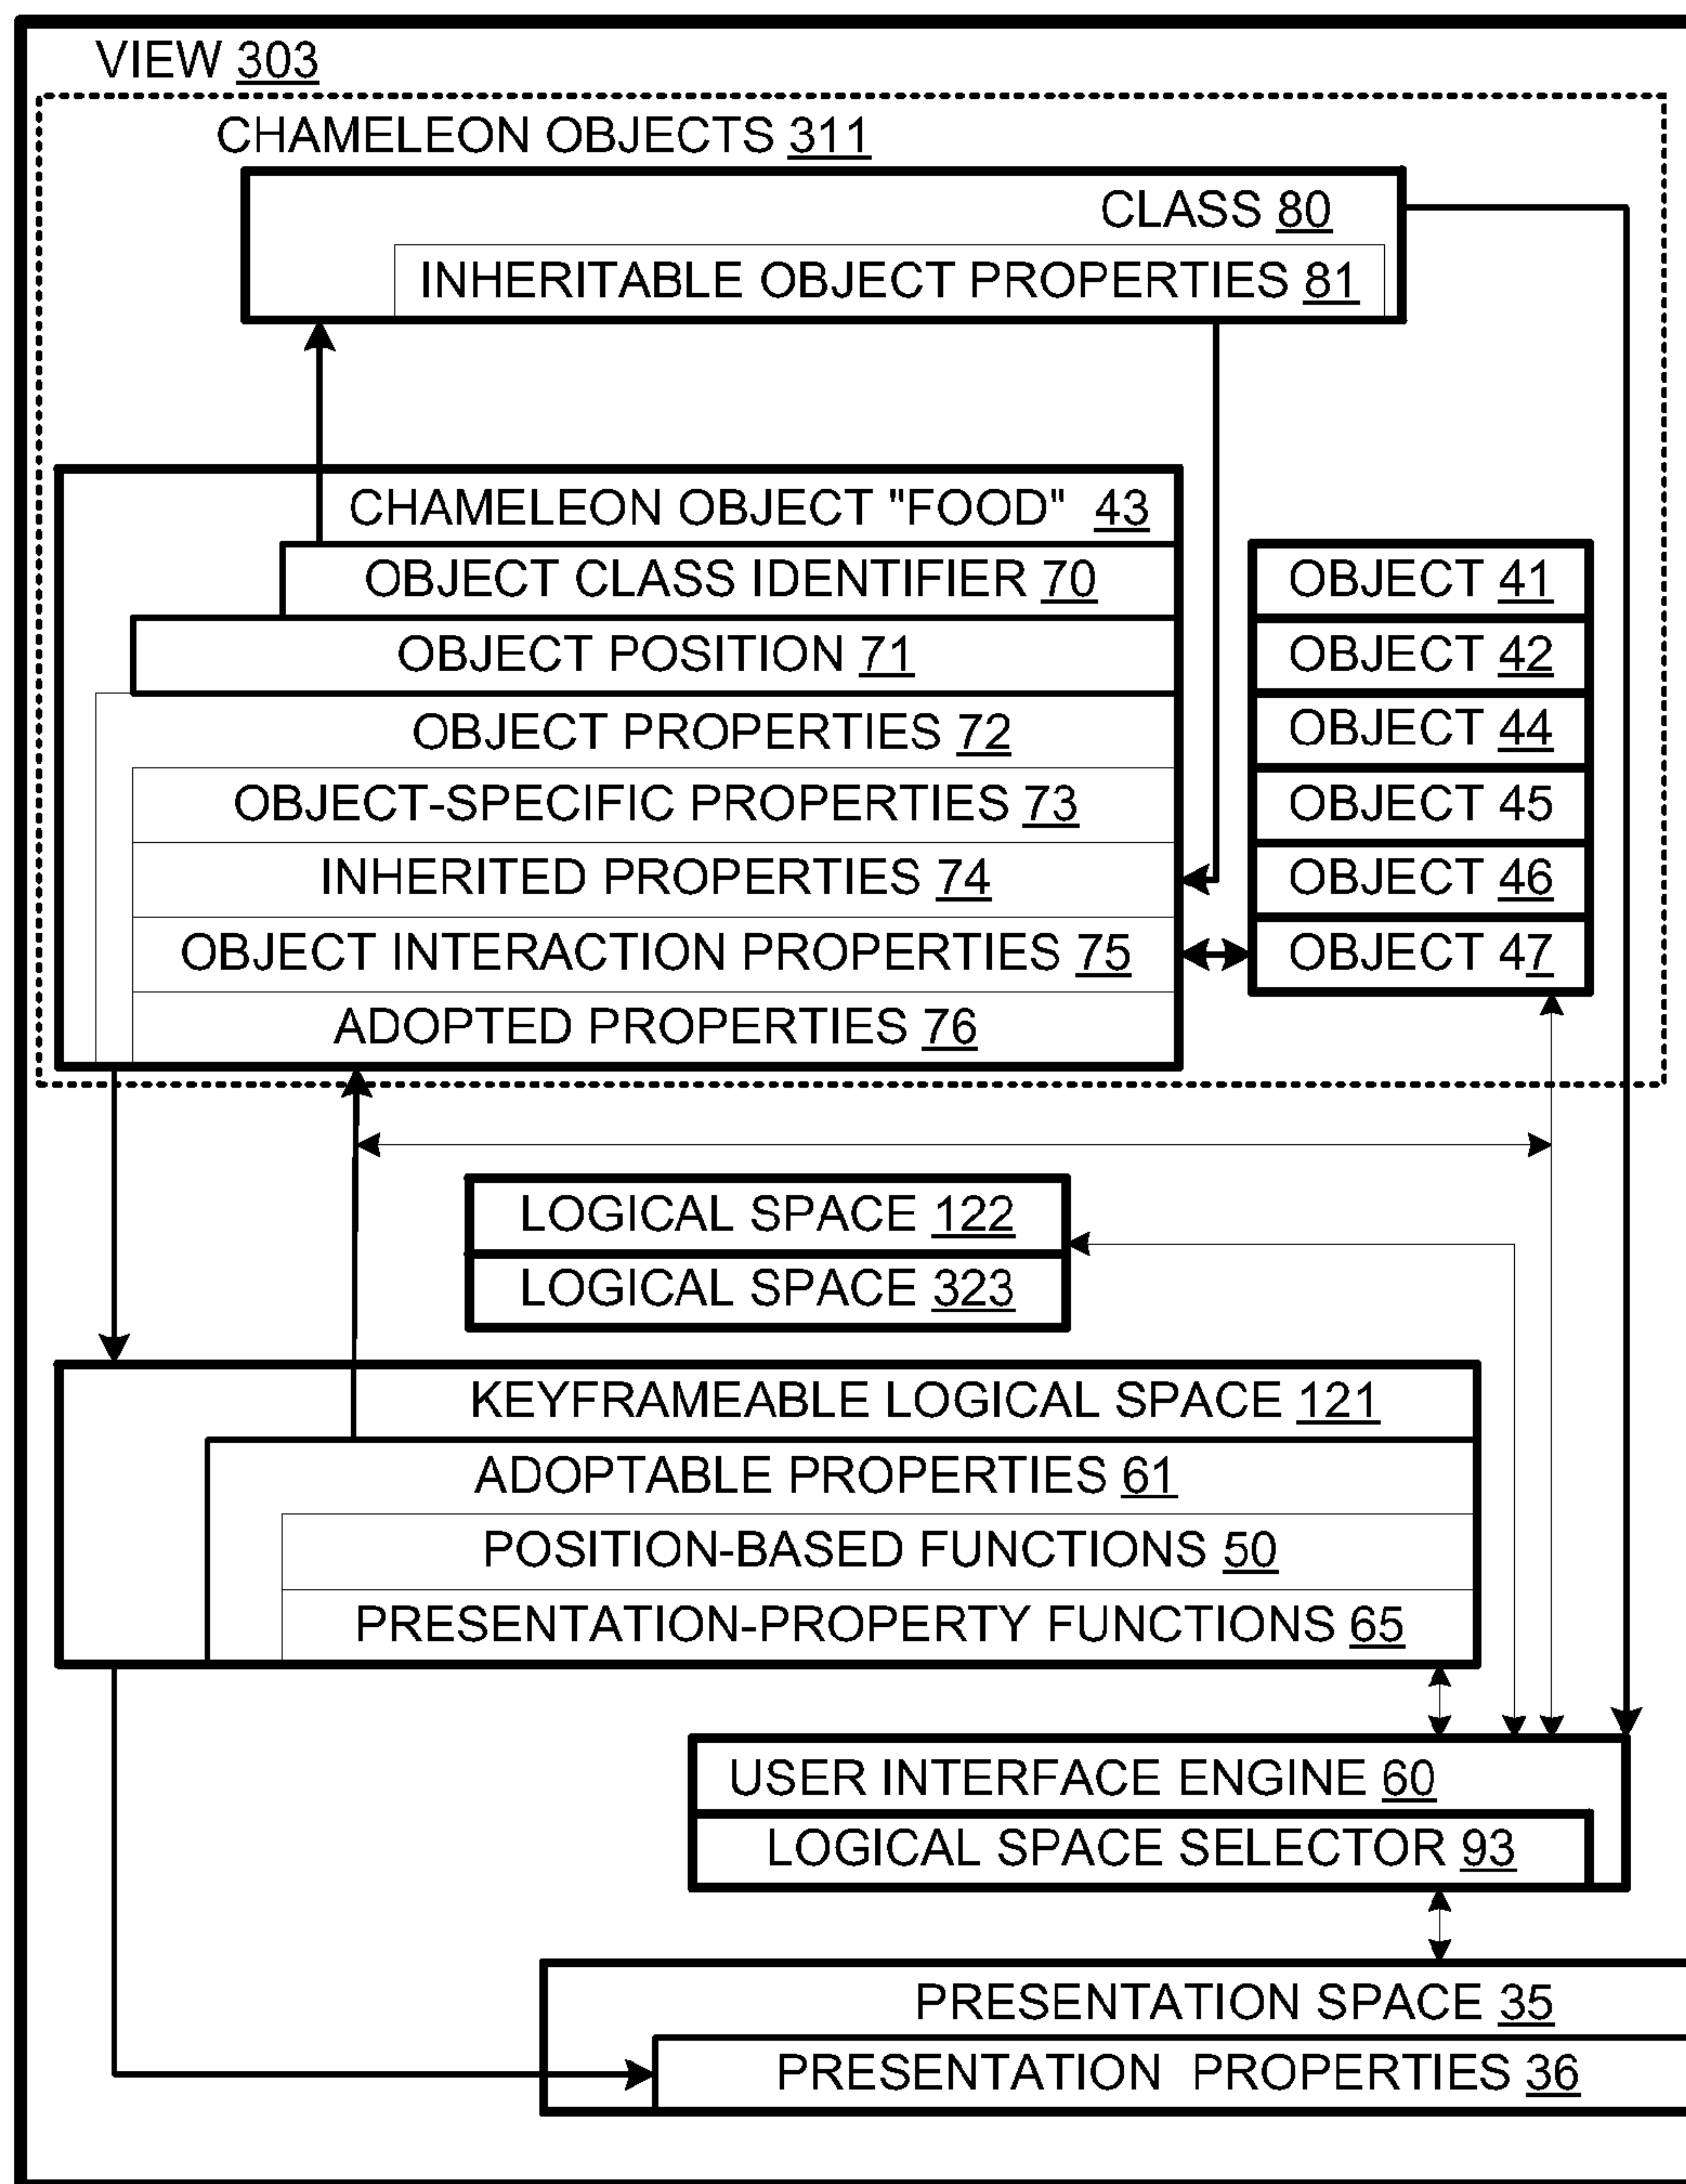 VIEW 303
CHAMELEON OBJECTS 311
CLASS 80
INHERITABLE OBJECT PROPERTIES 81
CHAMELEON OBJECT "FOOD" 43
OBJECT CLASS IDENTIFIER 70
OBJECT POSITION 71
OBJECT PROPERTIES 72
OBJECT-SPECIFIC PROPERTIES 73
INHERITED PROPERTIES 74
OBJECT INTERACTION PROPERTIES 75
ADOPTED PROPERTIES 76
OBJECT 41
OBJECT 42
OBJECT 44
OBJECT 45
OBJECT 46
OBJECT 47
LOGICAL SPACE 122
LOGICAL SPACE 323
KEYFRAMEABLE LOGICAL SPACE 121
ADOPTABLE PROPERTIES 61
POSITION-BASED FUNCTIONS 50
PRESENTATION-PROPERTY FUNCTIONS 65
USER INTERFACE ENGINE 60
LOGICAL SPACE SELECTOR 93
PRESENTATION SPACE 35
PRESENTATION PROPERTIES 36